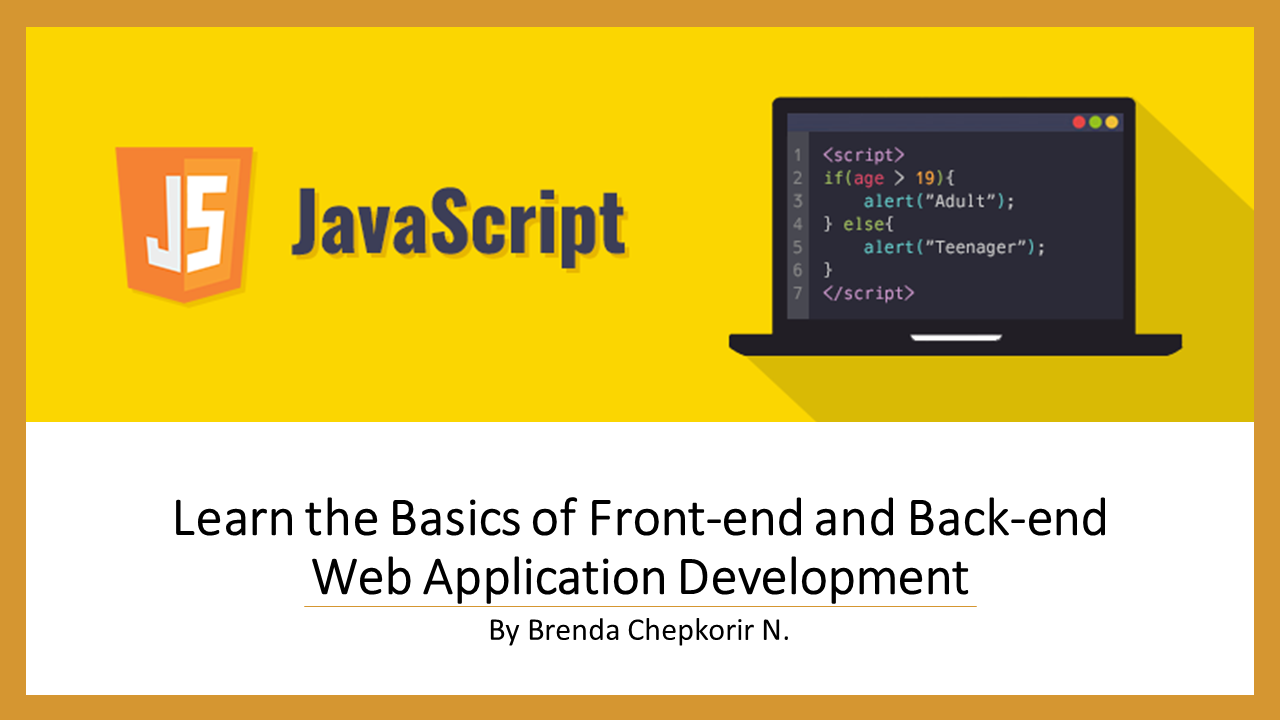 JS
JavaScript
1 <script>
2 if(age > 19){
3 alert(”Adult”);
4 } else{
5 alert(”Teenager”);
6 }
7 </script>
Learn the Basics of Front-end and Back-end
Web Application Development
By Brenda Chepkorir N.